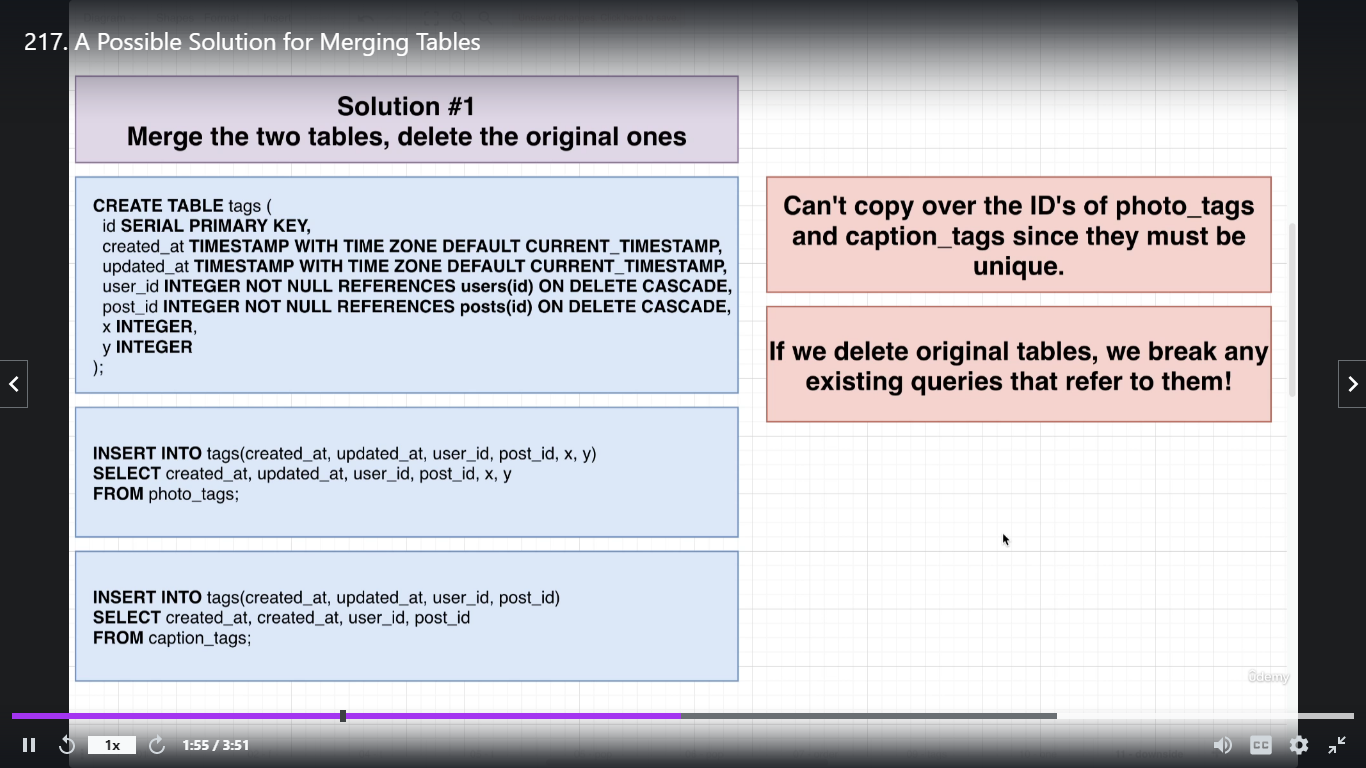 217. A Possible Solution for Merging Tables
Solution #1
Merge the two tables, delete the original ones
CREATE TABLE tags (
id SERIAL PRIMARY KEY,
created_at TIMESTAMP WITH TIME ZONE DEFAULT CURRENT_TIMESTAMP,
updated_at TIMESTAMP WITH TIME ZONE DEFAULT CURRENT_TIMESTAMP,
user_id INTEGER NOT NULL REFERENCES users(id) ON DELETE CASCADE,
post_id INTEGER NOT NULL REFERENCES posts(id) ON DELETE CASCADE,
x INTEGER,
y INTEGER
);
INSERT INTO tags(created_at, updated_at, user_id, post_id, x, y)
SELECT created_at, updated_at, user_id, post_id, x, y
FROM photo_tags;
INSERT INTO tags(created_at, updated_at, user_id, post_id)
SELECT created_at, created_at, user_id, post_id
FROM caption_tags;
Can't copy over the ID's of photo_tags
and caption_tags since they must be
unique.
If we delete original tables, we break any
existing queries that refer to them!
ûdemy
1x
1:55 / 3:51
CC